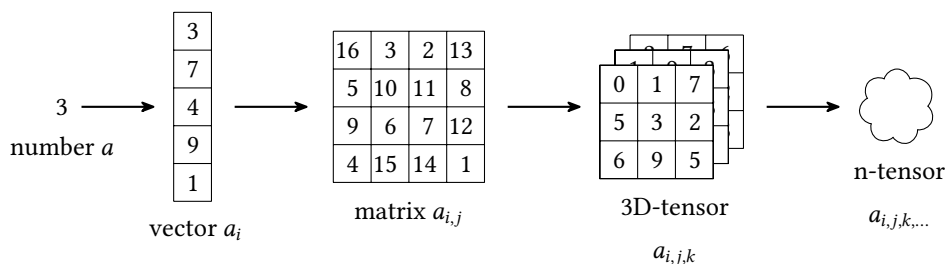 3
number a
3
7
4
9
1
vector a_i
16 3 2 13
5 10 11 8
9 6 7 12
4 15 14 1
matrix a_{i,j}
0 1 7
5 3 2
6 9 5
3D-tensor
a_{i,j,k}
n-tensor
a_{i,j,k,...}